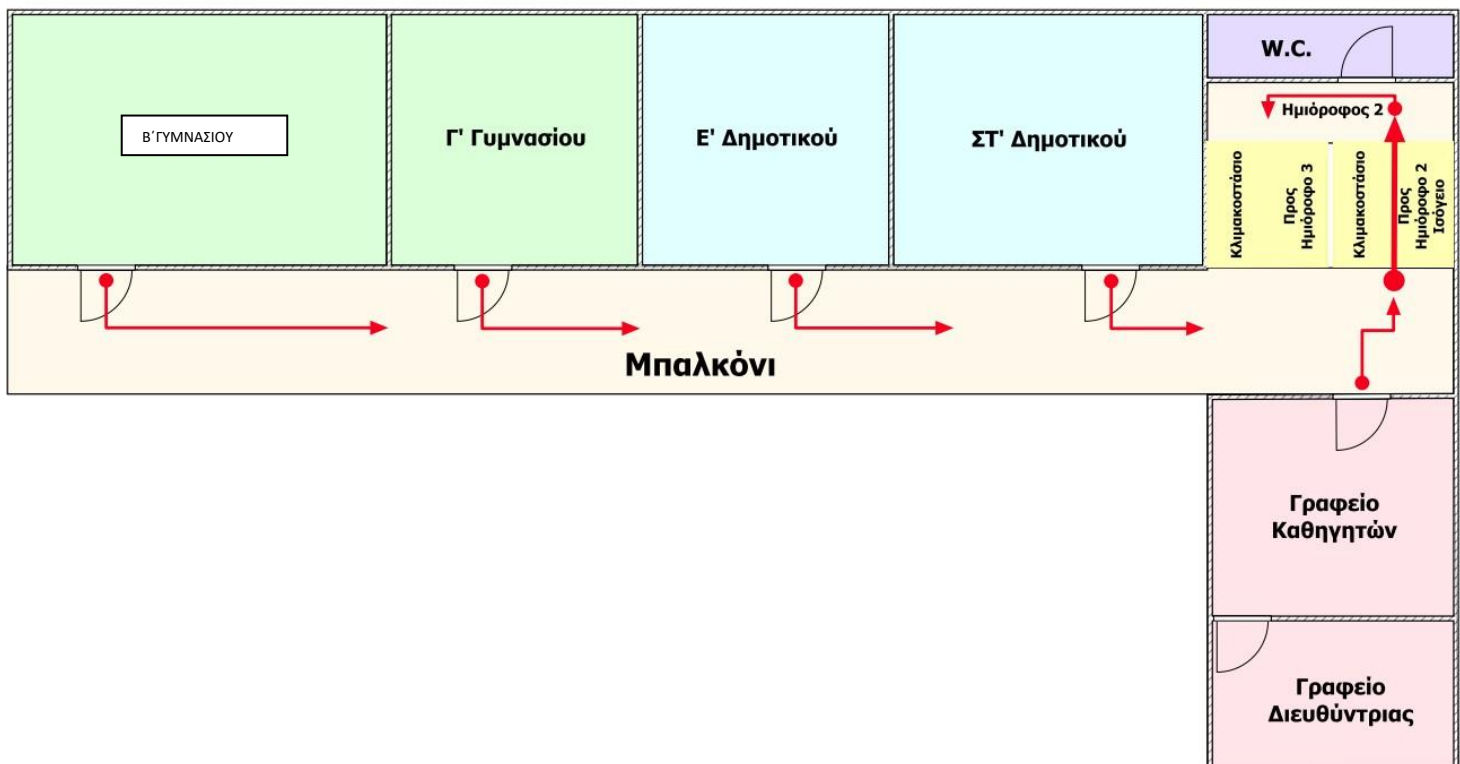 W.C.
Ημιόροφος 2
Β΄ΓΥΜΝΑΣΙΟΥ
Γ' Γυμνασίου
Ε' Δημοτικού
ΣΤ' Δημοτικού
Κλιμακοστάσιο
Προς
Ημιόροφο 3
Κλιμακοστάσιο
Προς
Ημιόροφο 2
Ισόγειο
Μπαλκόνι
Γραφείο
Καθηγητών
Γραφείο
Διευθύντριας